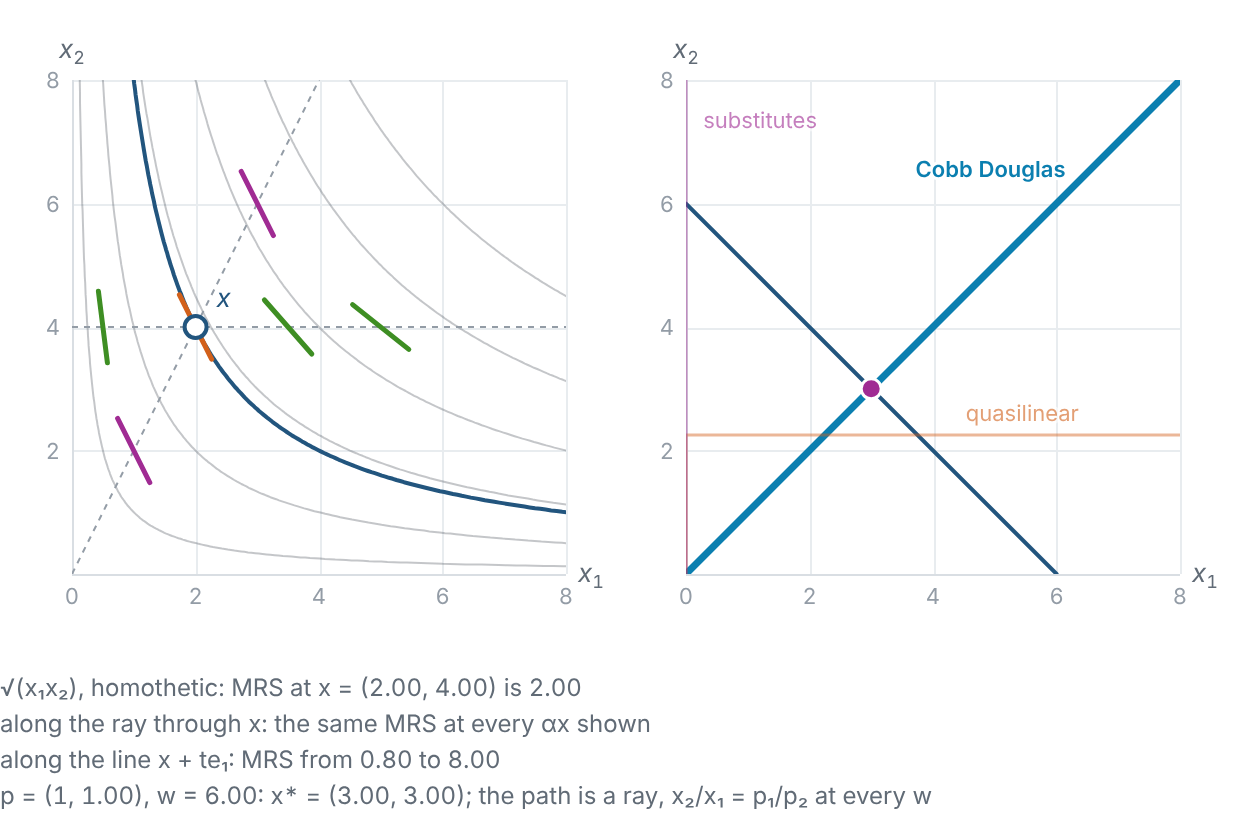 x₂
8
6
4
2
0
2
4
6
8
x₁
x
x₂
8
6
4
2
0
2
4
6
8
x₁
substitutes
Cobb Douglas
quasilinear
√(x₁x₂), homothetic: MRS at x = (2.00, 4.00) is 2.00
along the ray through x: the same MRS at every αx shown
along the line x + te₁: MRS from 0.80 to 8.00
p = (1, 1.00), w = 6.00: x* = (3.00, 3.00); the path is a ray, x₂/x₁ = p₁/p₂ at every w